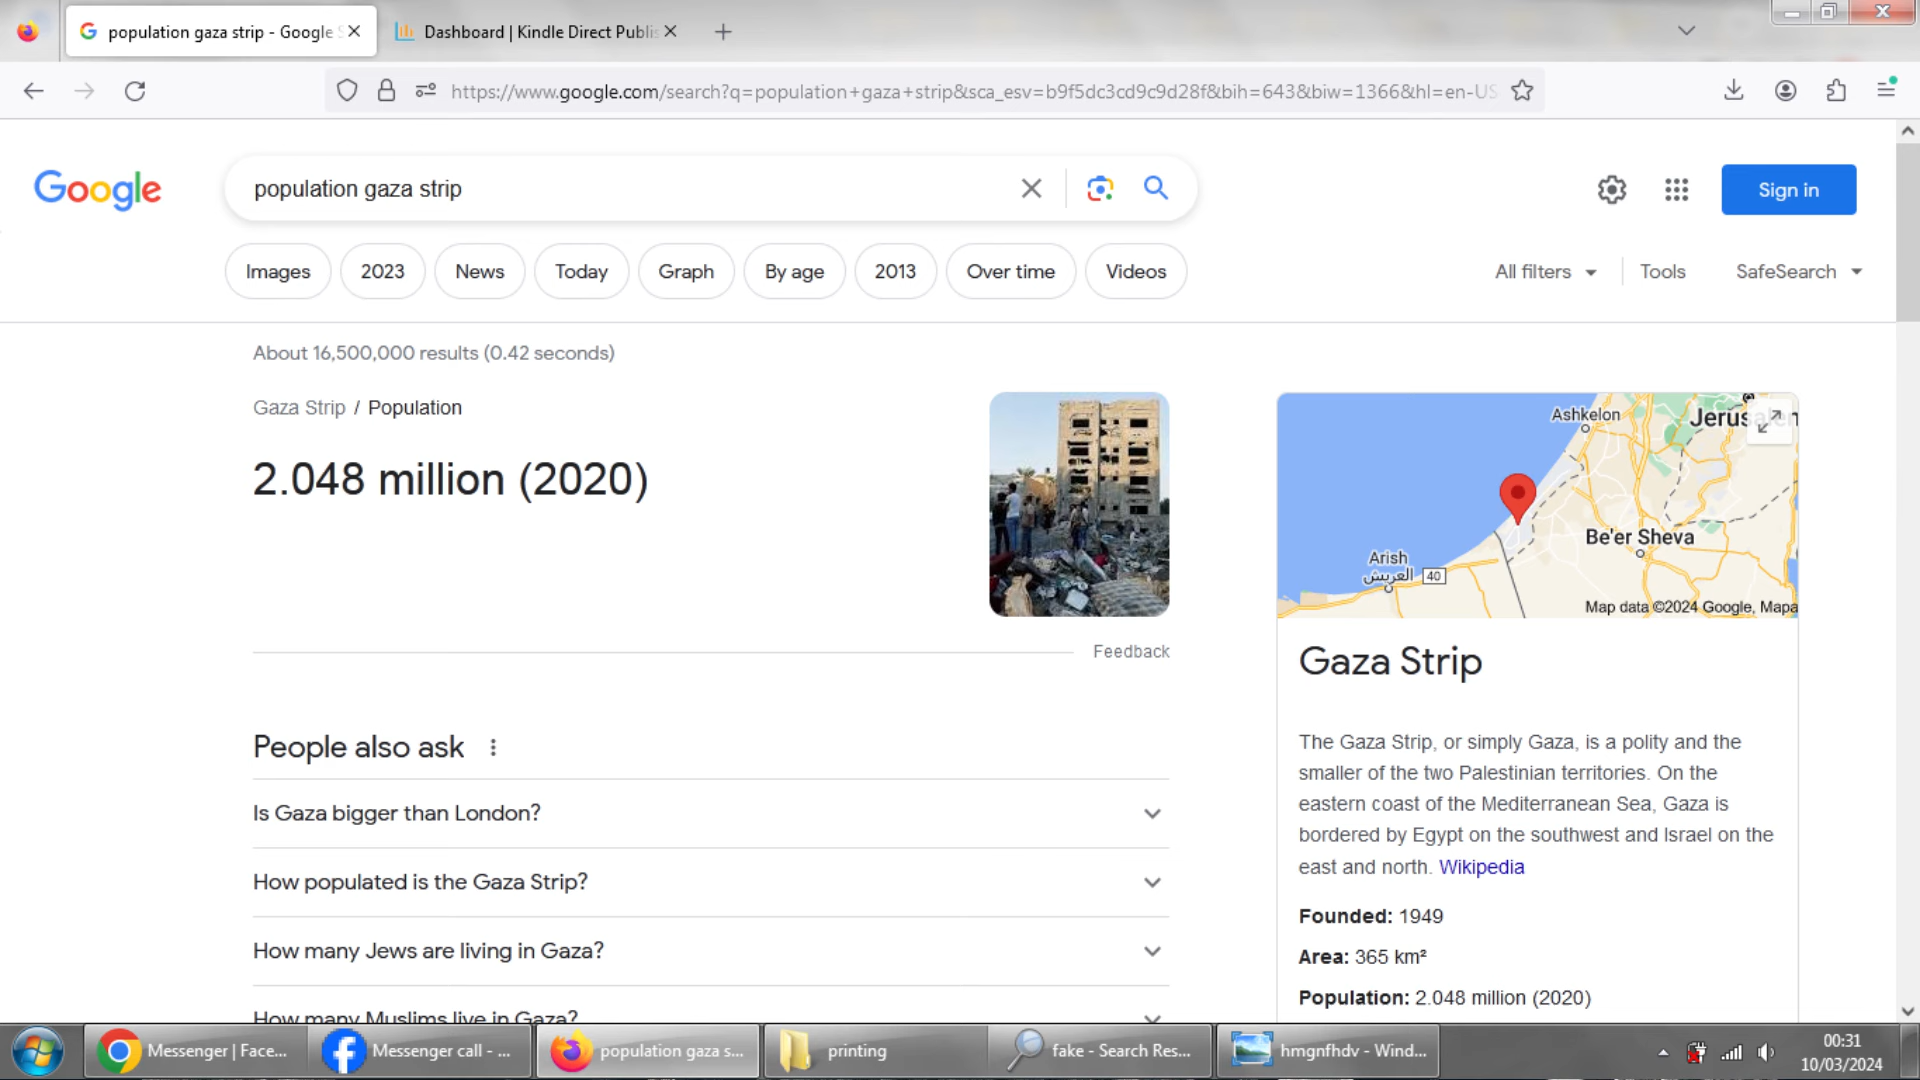 population gaza strip - Google S
Dashboard | Kindle Direct Publis
https://www.google.com/search?q=population+gaza+strip&sca_esv=b9f5dc3cd9c9d28f&bih=643&biw=1366&hl=en-US
Google
population gaza strip
Sign in
Images
2023
News
Today
Graph
By age
2013
Over time
Videos
All filters
Tools
SafeSearch
About 16,500,000 results (0.42 seconds)
Gaza Strip / Population
2.048 million (2020)
Feedback
Ashkelon
Jerusalem
Be'er Sheva
Arish
العريش
40
Map data ©2024 Google, Mapa
Gaza Strip
The Gaza Strip, or simply Gaza, is a polity and the
smaller of the two Palestinian territories. On the
eastern coast of the Mediterranean Sea, Gaza is
bordered by Egypt on the southwest and Israel on the
east and north. Wikipedia
Founded: 1949
Area: 365 km²
Population: 2.048 million (2020)
People also ask
Is Gaza bigger than London?
How populated is the Gaza Strip?
How many Jews are living in Gaza?
How many Muslims live in Gaza?
Messenger | Face...
Messenger call - ...
population gaza s...
printing
fake - Search Res...
hmgnfhdv - Wind...
00:31
10/03/2024